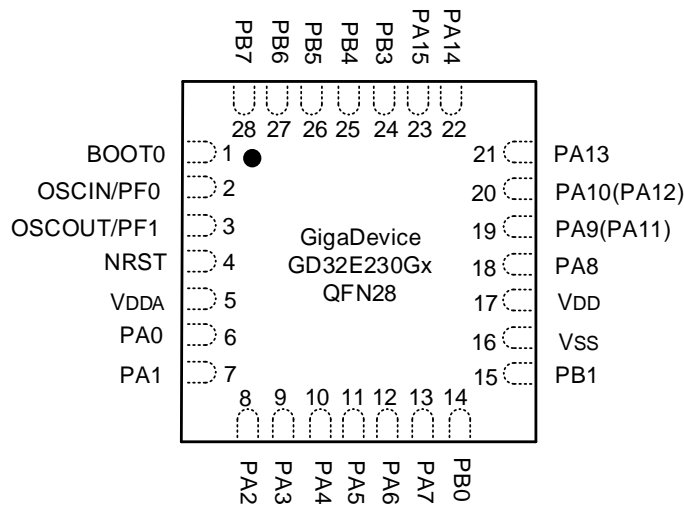 PB7 PB6 PB5 PB4 PB3 PA15 PA14
28 27 26 25 24 23 22
BOOT0 1 21 PA13
OSCIN/PF0 2 20 PA10(PA12)
OSCOUT/PF1 3 19 PA9(PA11)
GigaDevice
NRST 4 GD32E230Gx 18 PA8
QFN28
VDDA 5 17 VDD
PA0 6 16 VSS
PA1 7 15 PB1
8 9 10 11 12 13 14
PA2 PA3 PA4 PA5 PA6 PA7 PB0